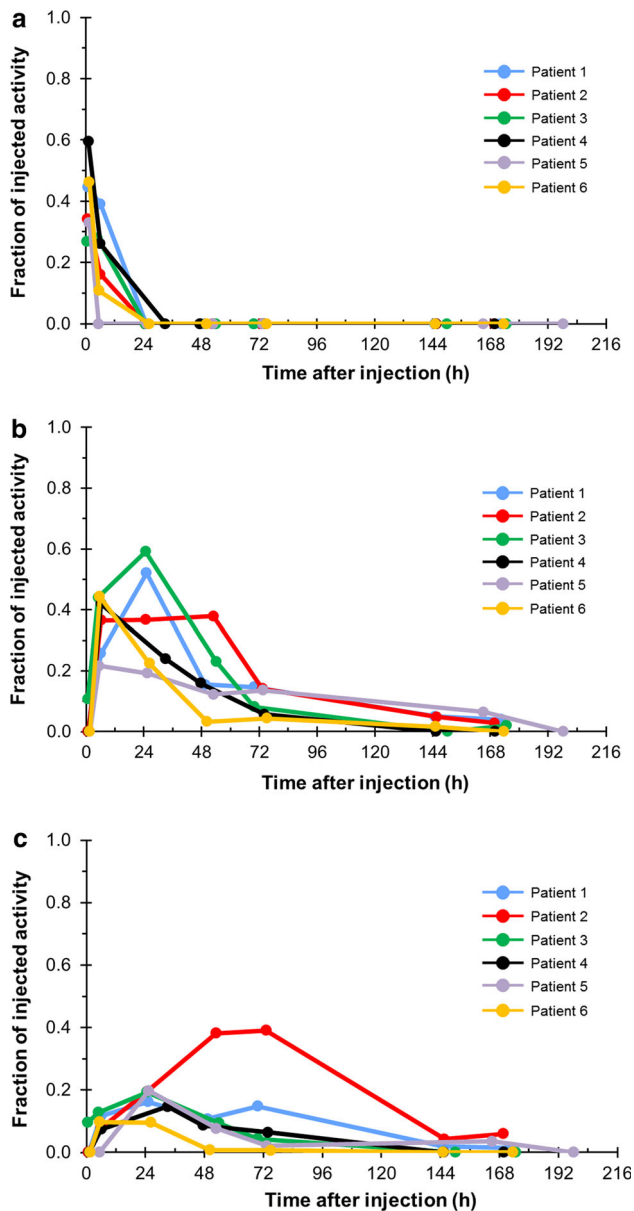 a
1.0
0.8
0.6
0.4
0.2
0.0
Fraction of injected activity
Patient 1
Patient 2
Patient 3
Patient 4
Patient 5
Patient 6
0 24 48 72 96 120 144 168 192 216
Time after injection (h)
b
1.0
0.8
0.6
0.4
0.2
0.0
Fraction of injected activity
Patient 1
Patient 2
Patient 3
Patient 4
Patient 5
Patient 6
0 24 48 72 96 120 144 168 192 216
Time after injection (h)
c
1.0
0.8
0.6
0.4
0.2
0.0
Fraction of injected activity
Patient 1
Patient 2
Patient 3
Patient 4
Patient 5
Patient 6
0 24 48 72 96 120 144 168 192 216
Time after injection (h)